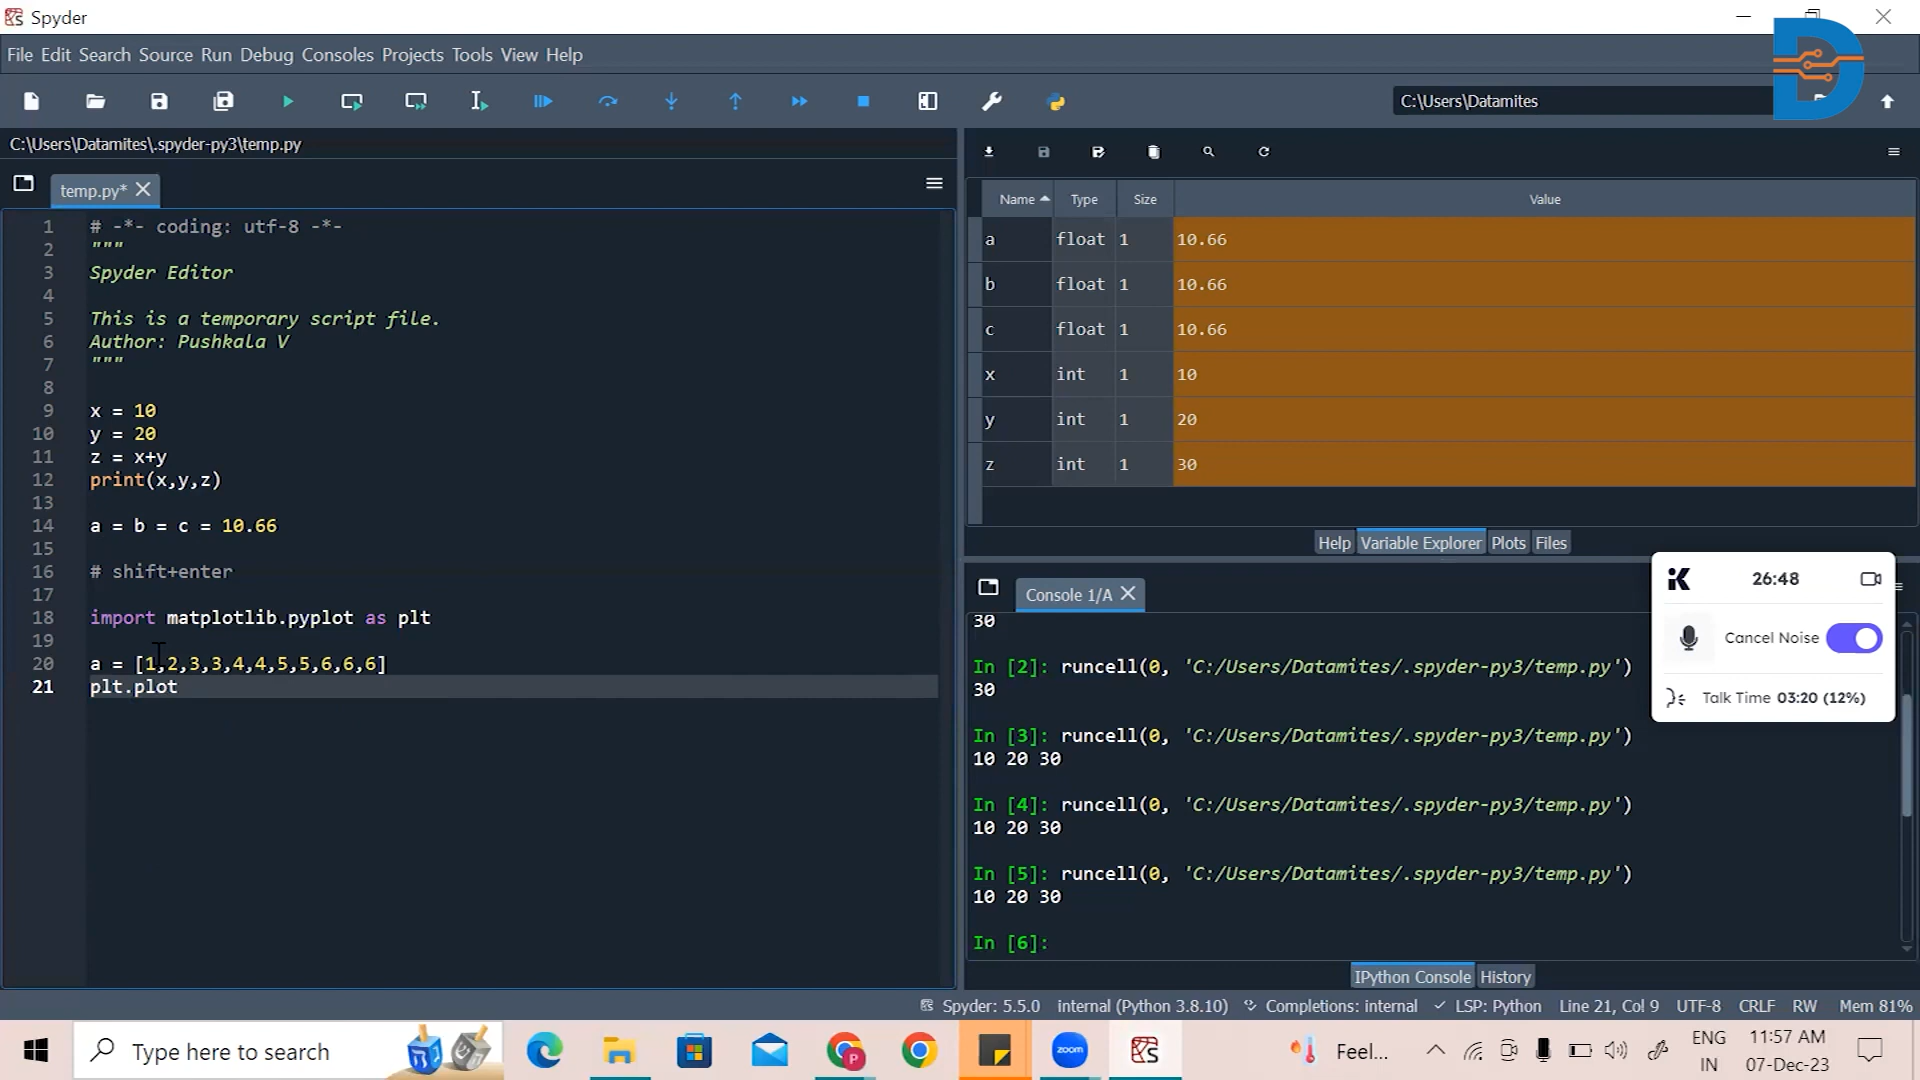 Spyder
File Edit Search Source Run Debug Consoles Projects Tools View Help
C:\Users\Datamites
C:\Users\Datamites\.spyder-py3\temp.py
temp.py*
1 # -*- coding: utf-8 -*-
2 """
3 Spyder Editor
4
5 This is a temporary script file.
6 Author: Pushkala V
7 """
8
9 x = 10
10 y = 20
11 z = x+y
12 print(x,y,z)
13
14 a = b = c = 10.66
15
16 # shift+enter
17
18 import matplotlib.pyplot as plt
19
20 a = [1,2,3,3,4,4,5,5,6,6,6]
21 plt.plot
Name Type Size Value
a float 1 10.66
b float 1 10.66
c float 1 10.66
x int 1 10
y int 1 20
z int 1 30
Help Variable Explorer Plots Files
Console 1/A
30
In [2]: runcell(0, 'C:/Users/Datamites/.spyder-py3/temp.py')
30
In [3]: runcell(0, 'C:/Users/Datamites/.spyder-py3/temp.py')
10 20 30
In [4]: runcell(0, 'C:/Users/Datamites/.spyder-py3/temp.py')
10 20 30
In [5]: runcell(0, 'C:/Users/Datamites/.spyder-py3/temp.py')
10 20 30
In [6]:
26:48
Cancel Noise
Talk Time 03:20 (12%)
IPython Console History
Spyder: 5.5.0 internal (Python 3.8.10) Completions: internal LSP: Python Line 21, Col 9 UTF-8 CRLF RW Mem 81%
Type here to search
P
zoom
Feel...
ENG
IN
11:57 AM
07-Dec-23